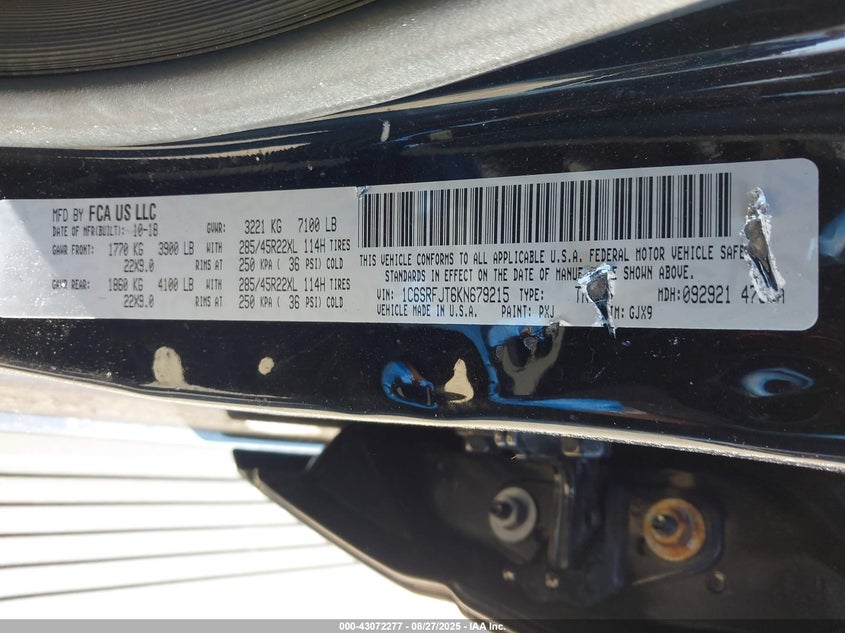 MFD BY FCA US LLC
DATE OF MFR(BUILT): 10-18 GVWR: 3221 KG 7100 LB
GAWR FRONT: 1770 KG 3900 LB WITH 285/45R22XL 114H TIRES
22X9.0 RIMS AT 250 KPA ( 36 PSI) COLD
GAWR REAR: 1860 KG 4100 LB WITH 285/45R22XL 114H TIRES
22X9.0 RIMS AT 250 KPA ( 36 PSI) COLD
THIS VEHICLE CONFORMS TO ALL APPLICABLE U.S.A. FEDERAL MOTOR VEHICLE SAFE
STANDARDS IN EFFECT ON THE DATE OF MANUF RE SHOWN ABOVE.
VIN: 1C6SRFJT6KN679215 TYPE: MDH:092921
VEHICLE MADE IN U.S.A. PAINT: PXJ TRIM: GJX9
000-43072277 - 08/27/2025 - IAA Inc.